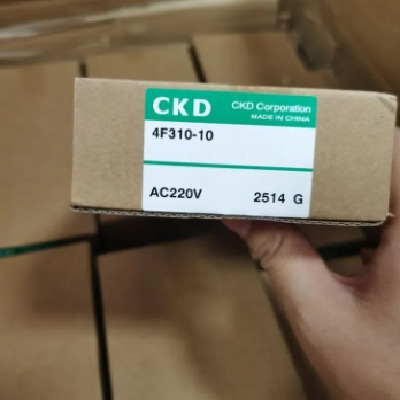 CKD
CKD Corporation
MADE IN CHINA
4F310-10
AC220V 2514 G